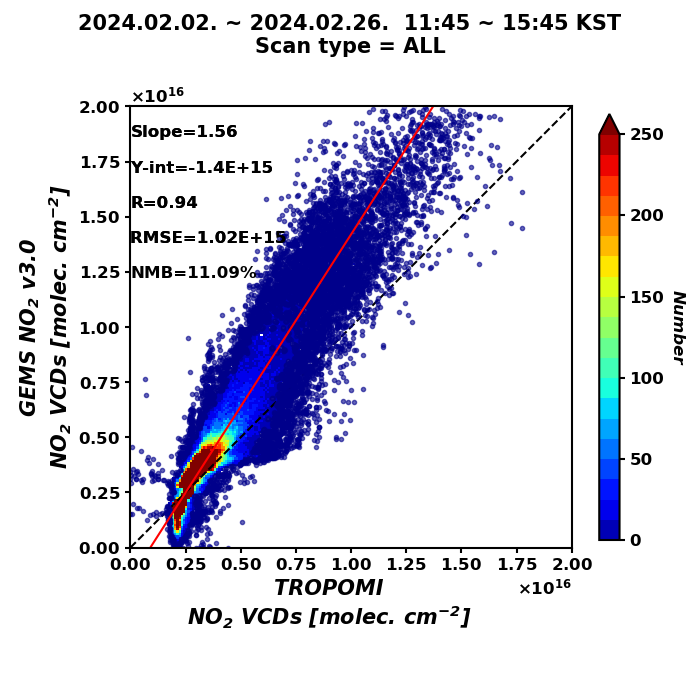 2024.02.02. ~ 2024.02.26. 11:45 ~ 15:45 KST
Scan type = ALL
×10¹⁶
2.00
1.75
1.50
1.25
1.00
0.75
0.50
0.25
0.00
GEMS NO₂ v3.0
NO₂ VCDs [molec. cm⁻²]
Slope=1.56
Y-int=-1.4E+15
R=0.94
RMSE=1.02E+15
NMB=11.09%
0.00 0.25 0.50 0.75 1.00 1.25 1.50 1.75 2.00
×10¹⁶
TROPOMI
NO₂ VCDs [molec. cm⁻²]
250
200
150
100
50
0
Number